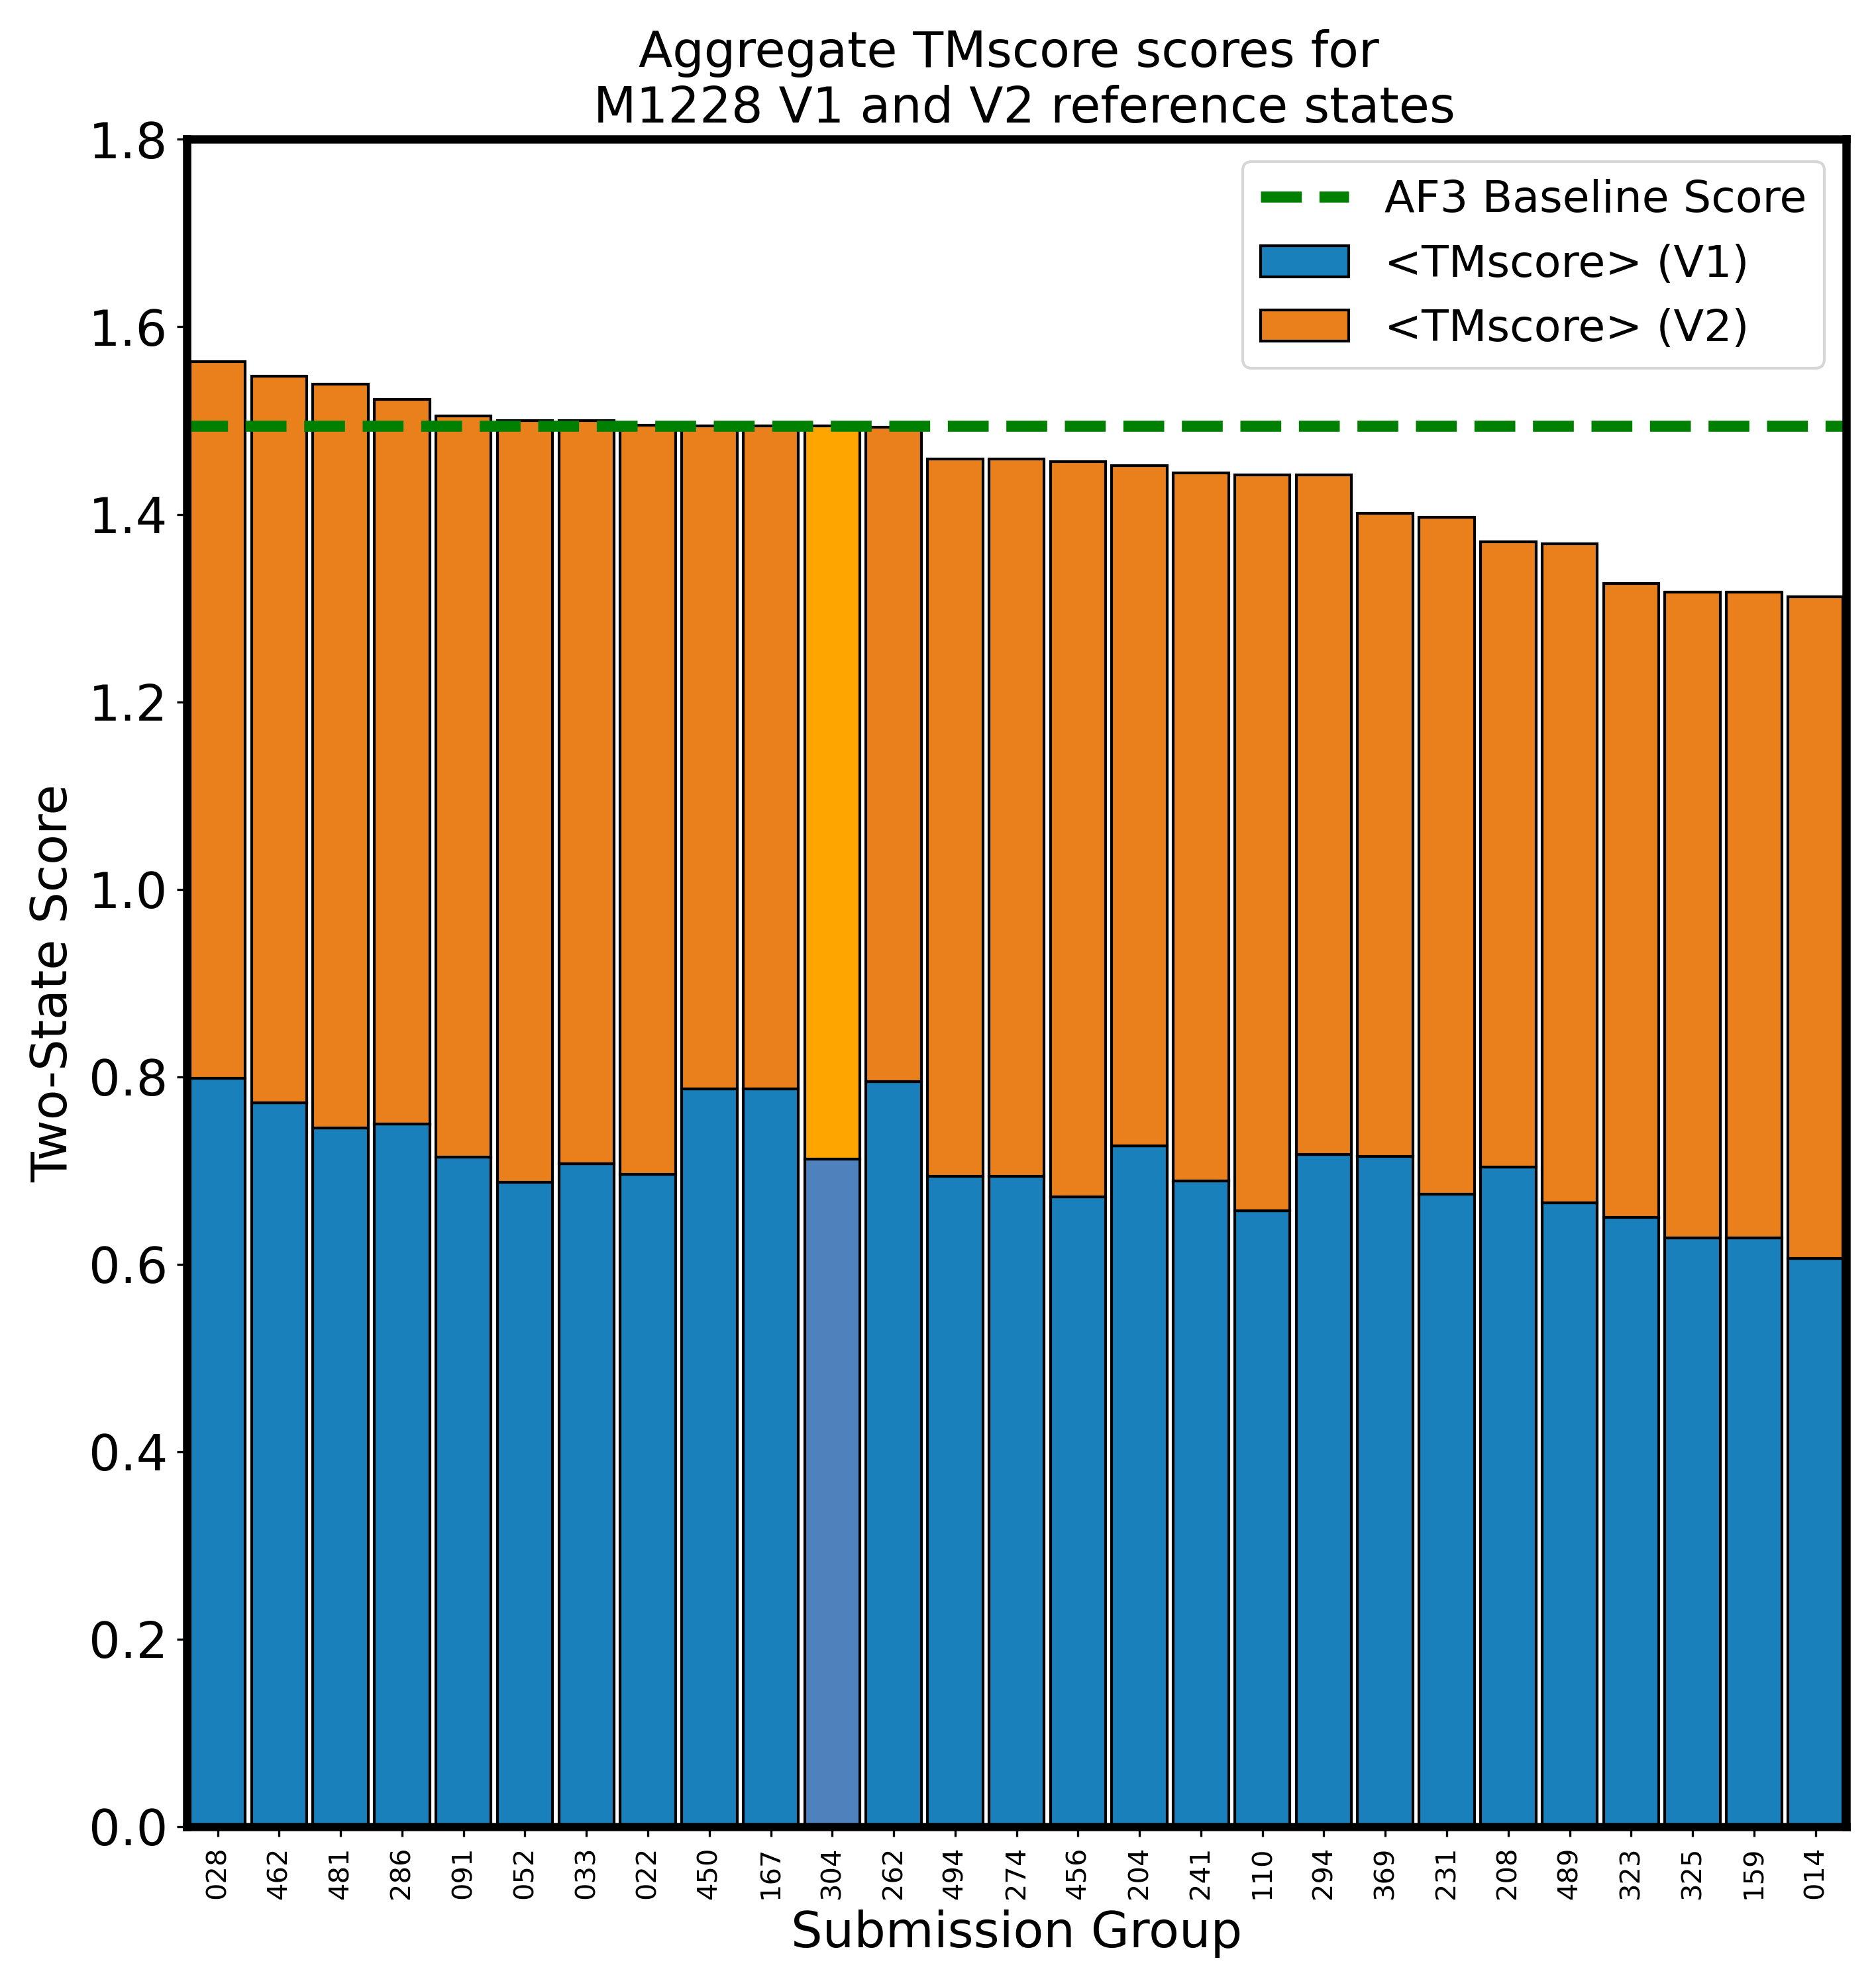 Aggregate TMscore scores for
M1228 V1 and V2 reference states
AF3 Baseline Score
<TMscore> (V1)
<TMscore> (V2)
Two-State Score
1.8
1.6
1.4
1.2
1.0
0.8
0.6
0.4
0.2
0.0
028 462 481 286 091 052 033 022 450 167 304 262 494 274 456 204 241 110 294 369 231 208 489 323 325 159 014
Submission Group